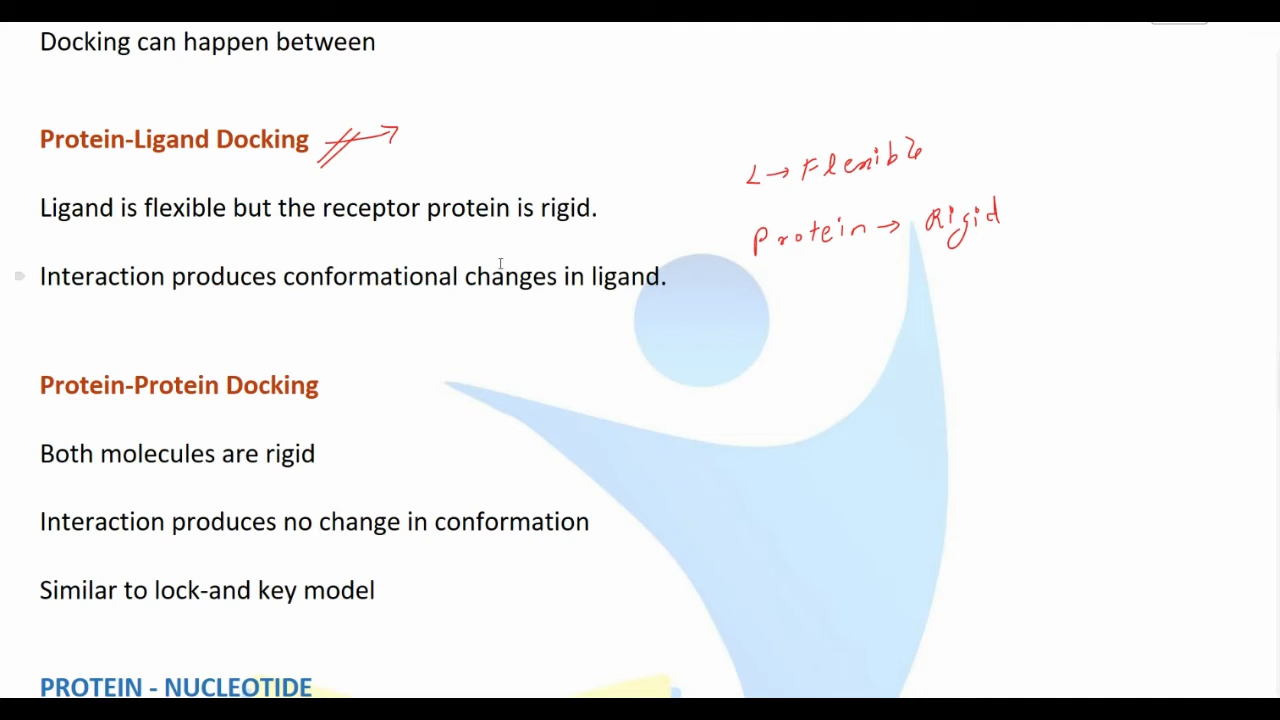 Docking can happen between
Protein-Ligand Docking
L → Flexible
Ligand is flexible but the receptor protein is rigid.
Protein → Rigid
Interaction produces conformational changes in ligand.
Protein-Protein Docking
Both molecules are rigid
Interaction produces no change in conformation
Similar to lock-and key model
PROTEIN - NUCLEOTIDE